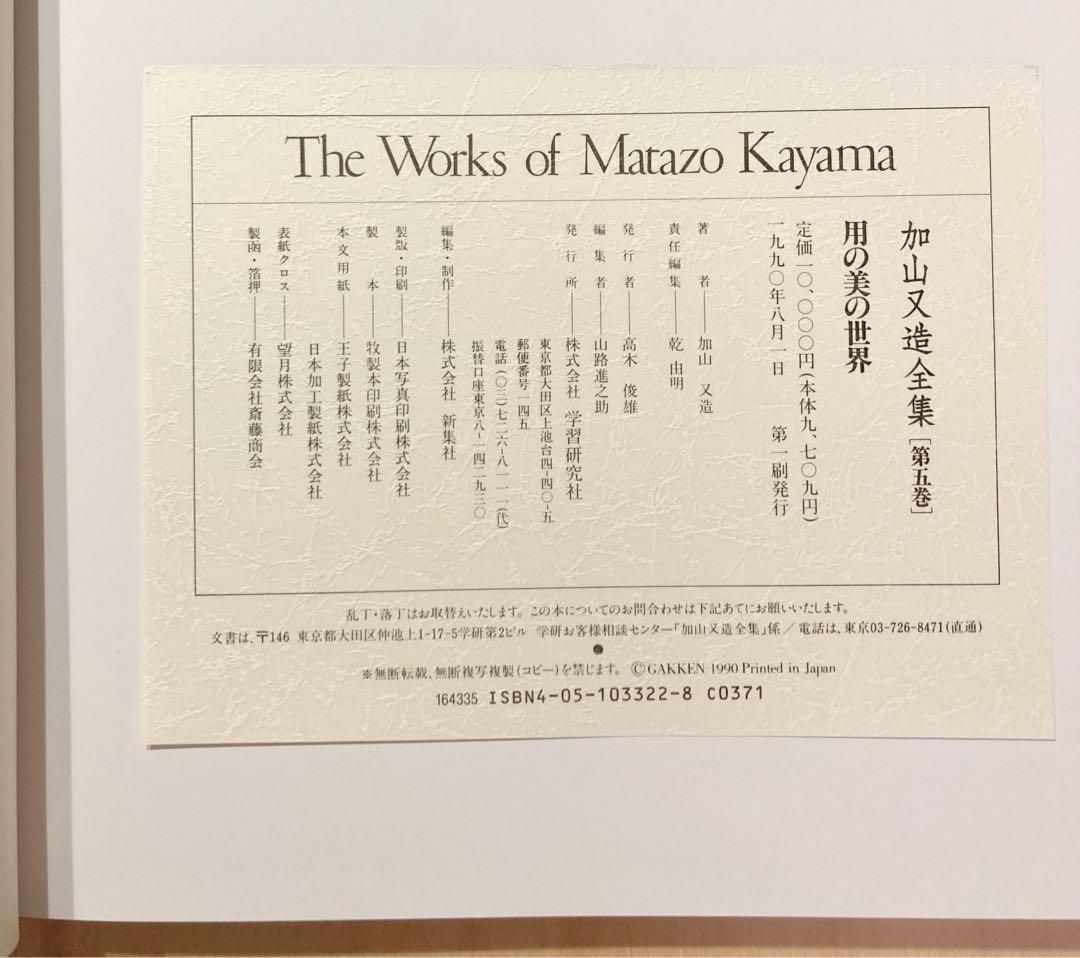 The Works of Matazo Kayama
加山又造全集［第五巻］
用の美の世界
定価一〇、〇〇〇円(本体九、七〇九円)
一九九〇年八月一日　第一刷発行
著者──加山又造
責任編集──乾由明
発行者──高木俊雄
編集者──山路進之助
発行所──株式会社 学習研究社
東京都大田区上池台四-四〇-五
郵便番号一四五
電話(〇三)七二六-八一一一(代)
振替口座東京八-一四二九三〇
編集・制作──株式会社 新集社
製版・印刷──日本写真印刷株式会社
製本──牧製本印刷株式会社
本文用紙──王子製紙株式会社
日本加工製紙株式会社
表紙クロス──望月株式会社
製函・箔押──有限会社斎藤商会
乱丁・落丁はお取替えいたします。この本についてのお問合わせは下記あてにお願いいたします。
文書は、〒146 東京都大田区仲池上1-17-5学研第2ビル 学研お客様相談センター「加山又造全集」係／電話は、東京03-726-8471(直通)
●
※無断転載、無断複写複製(コピー)を禁じます。 ©GAKKEN 1990 Printed in Japan
164335 ISBN4-05-103322-8 C0371